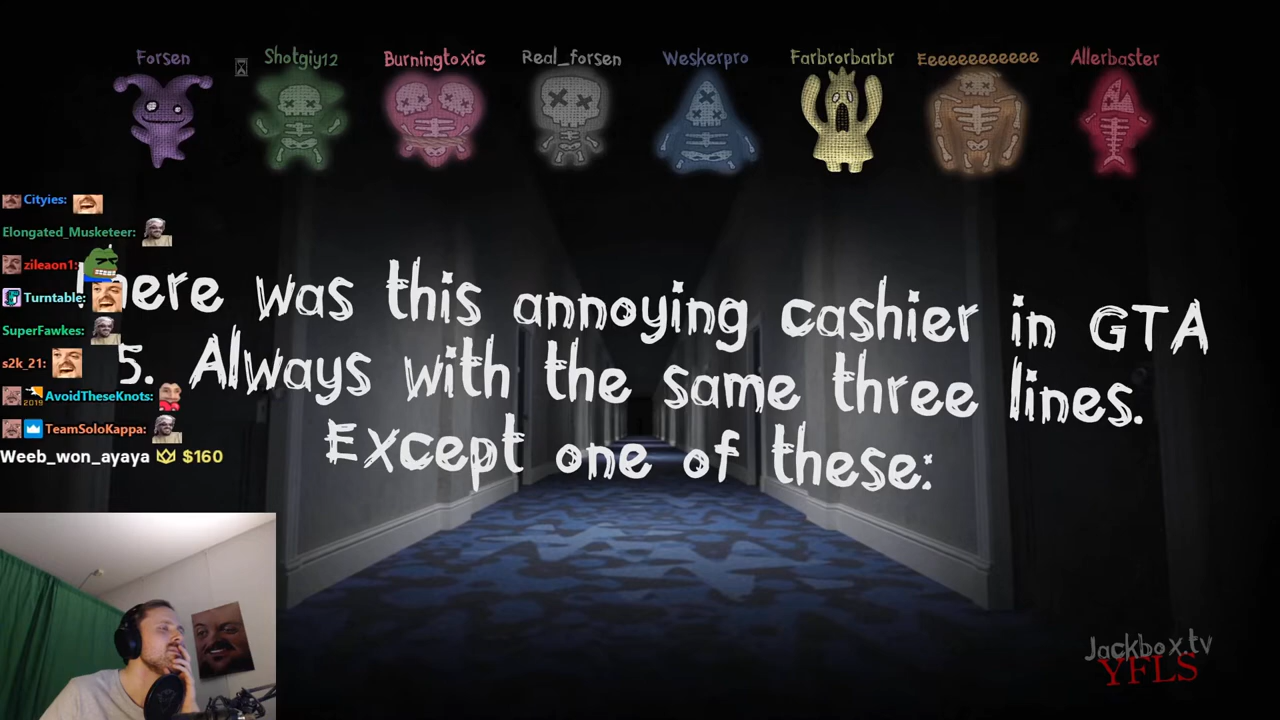 Forsen
Shotgiy12
Burningtoxic
Real_forsen
Weskerpro
Farbrorbarbr
Eeeeeeeeeeee
Allerbaster
Cityies:
Elongated_Musketeer:
zileaon1:
Turntable:
SuperFawkes:
s2k_21:
2019 AvoidTheseKnots:
TeamSoloKappa:
Weeb_won_ayaya $160
here was this annoying cashier in GTA
5. Always with the same three lines.
Except one of these:
Jackbox.tv
YFLS